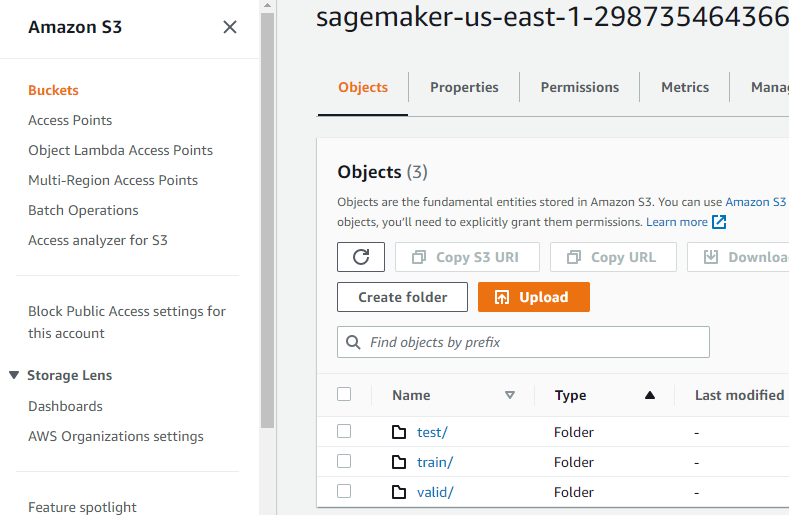 Amazon S3
Buckets
Access Points
Object Lambda Access Points
Multi-Region Access Points
Batch Operations
Access analyzer for S3
Block Public Access settings for
this account
Storage Lens
Dashboards
AWS Organizations settings
Feature spotlight
sagemaker-us-east-1-298735464366
Objects Properties Permissions Metrics Manag
Objects (3)
Objects are the fundamental entities stored in Amazon S3. You can use Amazon S3
objects, you'll need to explicitly grant them permissions. Learn more
Copy S3 URI Copy URL Downloa
Create folder Upload
Find objects by prefix
Name Type Last modified
test/ Folder -
train/ Folder -
valid/ Folder -